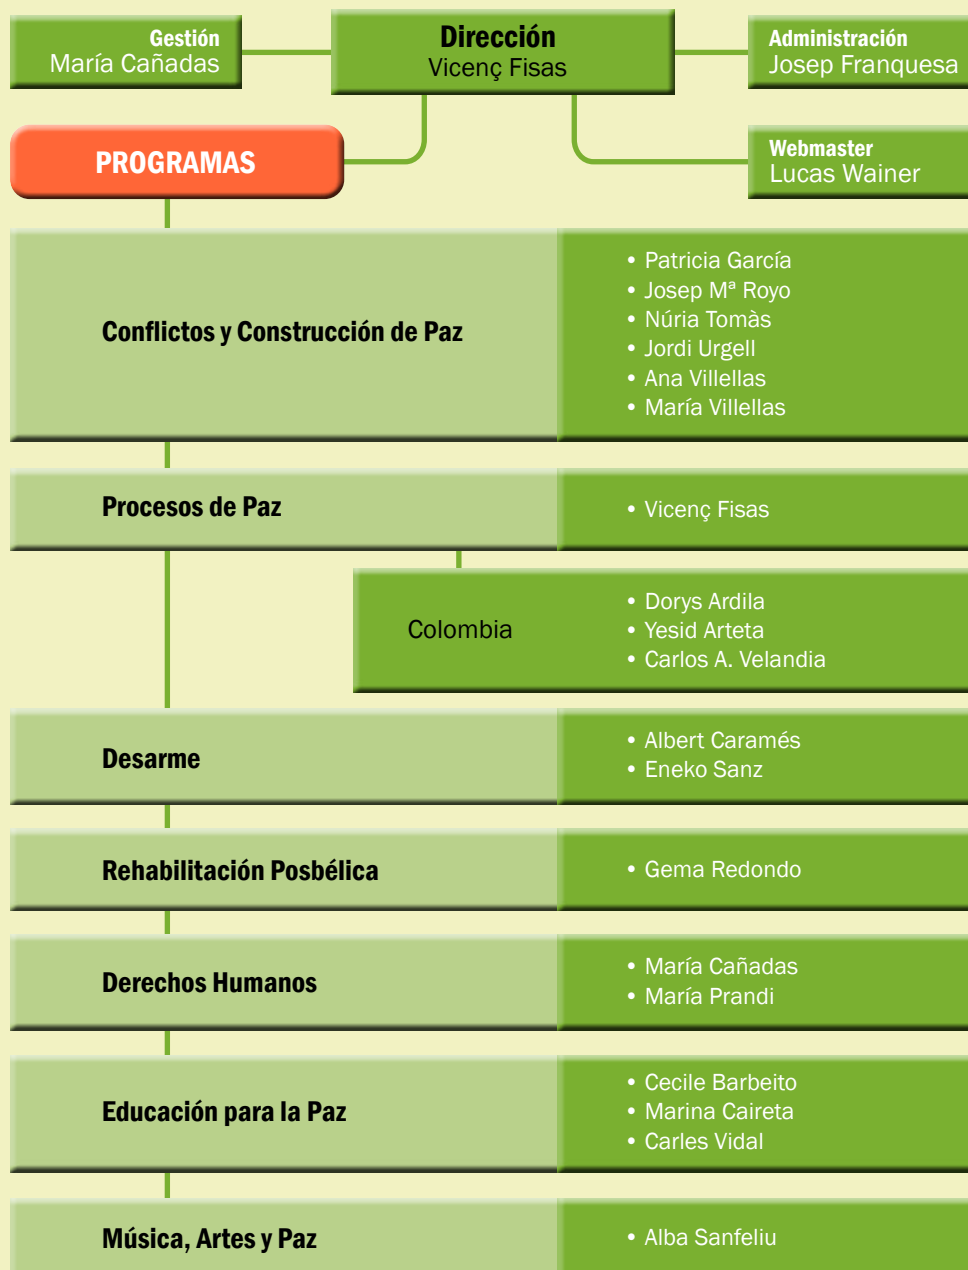 Gestión
María Cañadas
Dirección
Vicenç Fisas
Administración
Josep Franquesa
PROGRAMAS
Webmaster
Lucas Wainer
Conflictos y Construcción de Paz
• Patricia García
• Josep Mª Royo
• Núria Tomàs
• Jordi Urgell
• Ana Villellas
• María Villellas
Procesos de Paz
• Vicenç Fisas
Colombia
• Dorys Ardila
• Yesid Arteta
• Carlos A. Velandia
Desarme
• Albert Caramés
• Eneko Sanz
Rehabilitación Posbélica
• Gema Redondo
Derechos Humanos
• María Cañadas
• María Prandi
Educación para la Paz
• Cecile Barbeito
• Marina Caireta
• Carles Vidal
Música, Artes y Paz
• Alba Sanfeliu